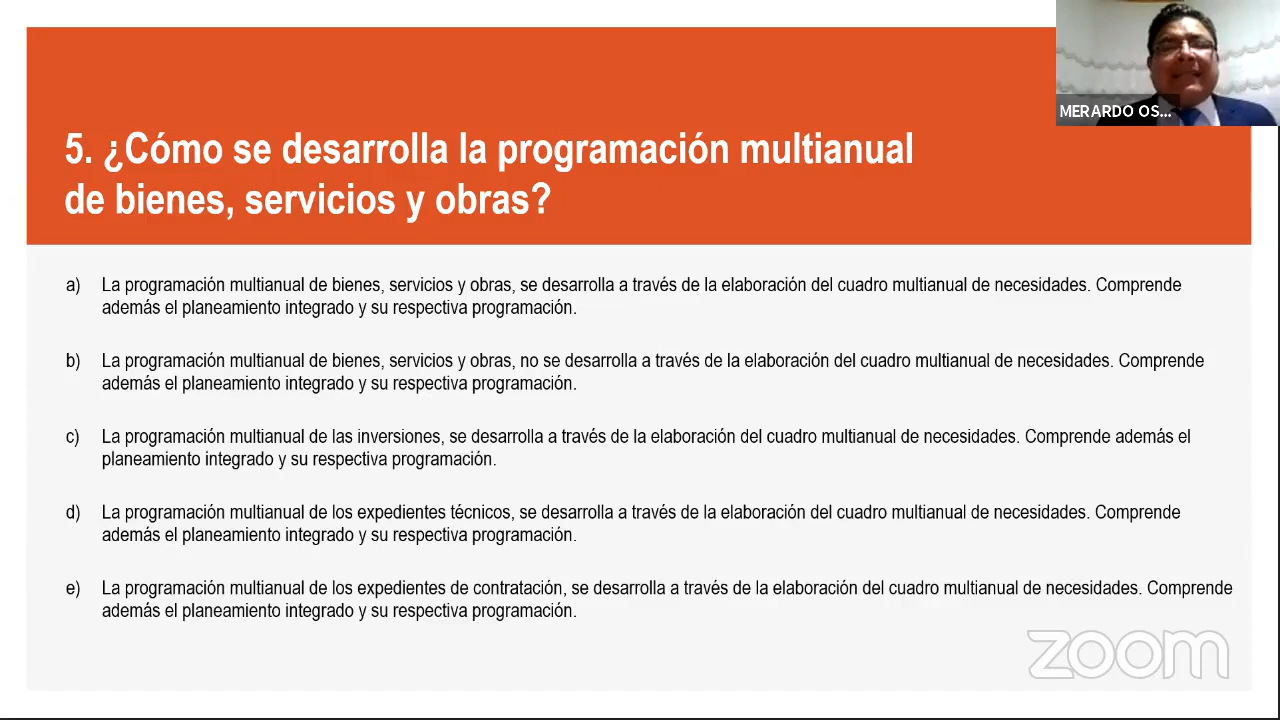 MERARDO OS...
5. ¿Cómo se desarrolla la programación multianual
de bienes, servicios y obras?
a) La programación multianual de bienes, servicios y obras, se desarrolla a través de la elaboración del cuadro multianual de necesidades. Comprende
además el planeamiento integrado y su respectiva programación.
b) La programación multianual de bienes, servicios y obras, no se desarrolla a través de la elaboración del cuadro multianual de necesidades. Comprende
además el planeamiento integrado y su respectiva programación.
c) La programación multianual de las inversiones, se desarrolla a través de la elaboración del cuadro multianual de necesidades. Comprende además el
planeamiento integrado y su respectiva programación.
d) La programación multianual de los expedientes técnicos, se desarrolla a través de la elaboración del cuadro multianual de necesidades. Comprende
además el planeamiento integrado y su respectiva programación.
e) La programación multianual de los expedientes de contratación, se desarrolla a través de la elaboración del cuadro multianual de necesidades. Comprende
además el planeamiento integrado y su respectiva programación.
zoom